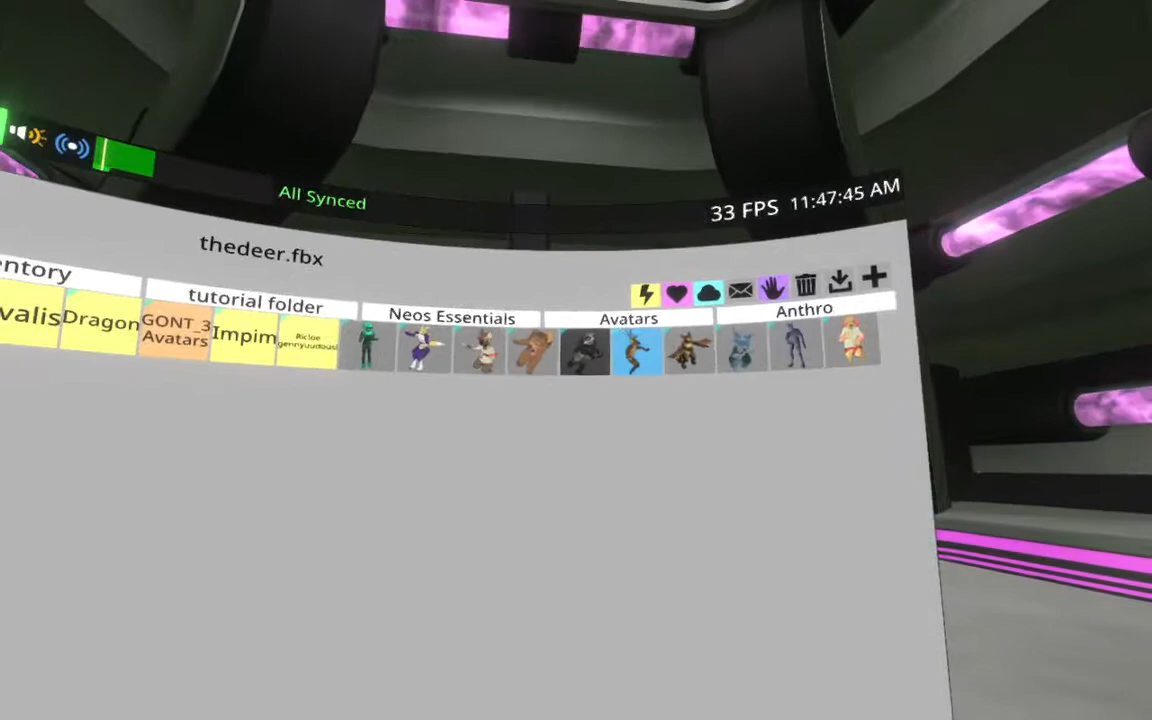 All Synced
33 FPS 11:47:45 AM
thedeer.fbx
entory
tutorial folder
Neos Essentials
Avatars
Anthro
valis
Dragon
GONT_3
Avatars
Impim